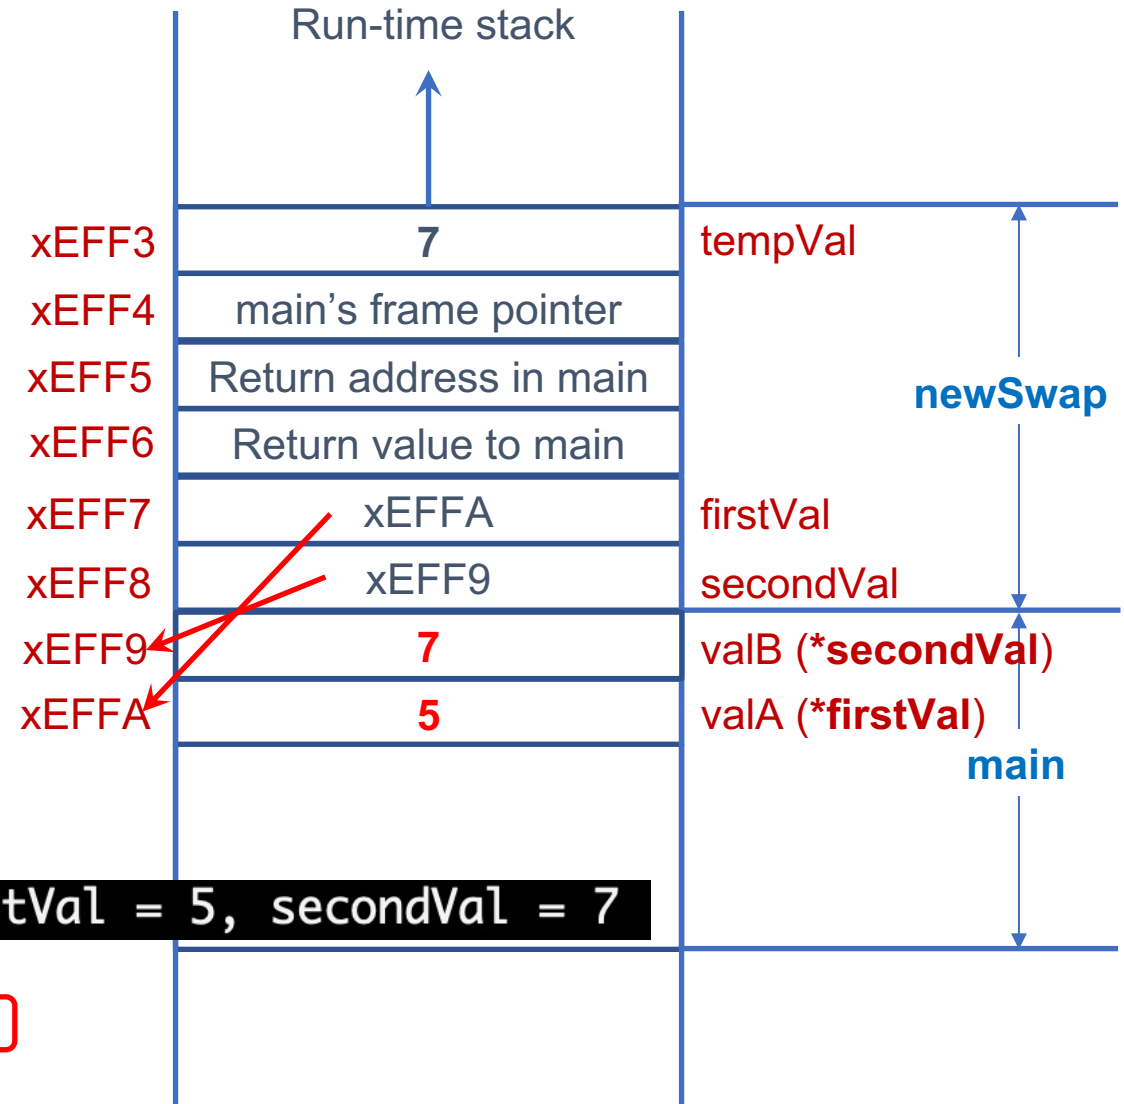 Run-time stack
xEFF3 7 tempVal
xEFF4 main's frame pointer
xEFF5 Return address in main
newSwap
xEFF6 Return value to main
xEFF7 xEFFA firstVal
xEFF8 xEFF9 secondVal
xEFF9 7 valB (*secondVal)
xEFFA 5 valA (*firstVal)
main
tVal = 5, secondVal = 7